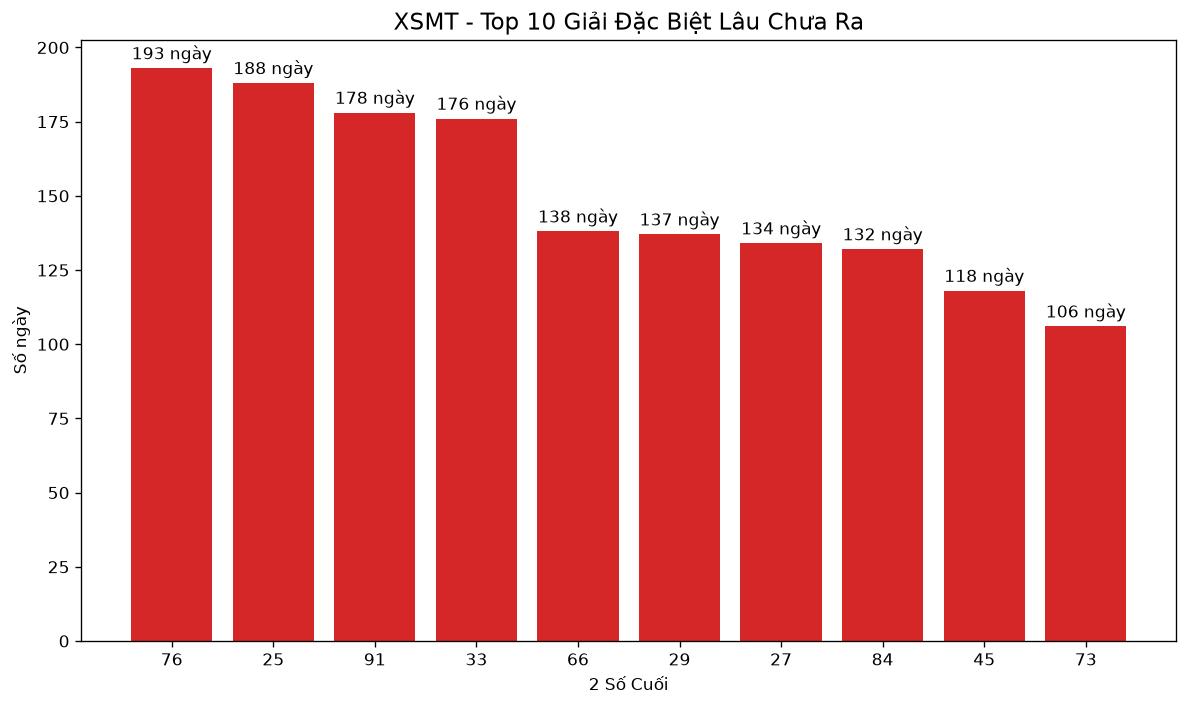 XSMT - Top 10 Giải Đặc Biệt Lâu Chưa Ra
Số ngày
200
175
150
125
100
75
50
25
0
193 ngày
188 ngày
178 ngày
176 ngày
138 ngày
137 ngày
134 ngày
132 ngày
118 ngày
106 ngày
76 25 91 33 66 29 27 84 45 73
2 Số Cuối